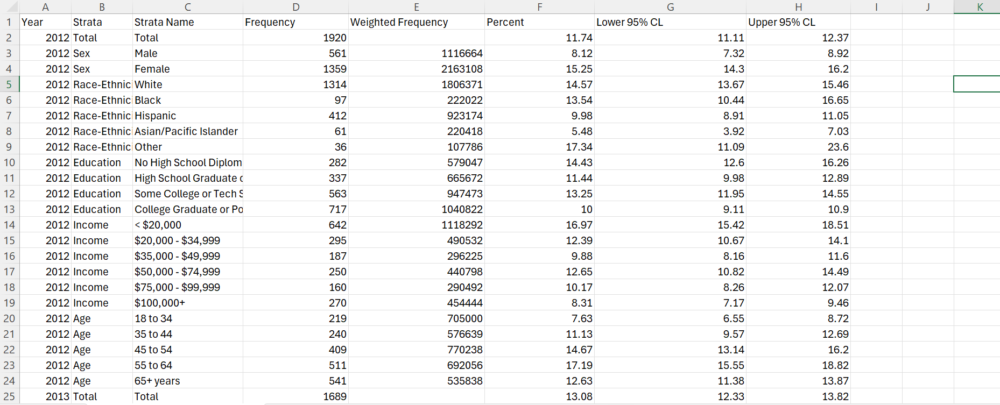 A B C D E F G H I J K
1 Year Strata Strata Name Frequency Weighted Frequency Percent Lower 95% CL Upper 95% CL
2 2012 Total Total 1920 11.74 11.11 12.37
3 2012 Sex Male 561 1116664 8.12 7.32 8.92
4 2012 Sex Female 1359 2163108 15.25 14.3 16.2
5 2012 Race-Ethnic White 1314 1806371 14.57 13.67 15.46
6 2012 Race-Ethnic Black 97 222022 13.54 10.44 16.65
7 2012 Race-Ethnic Hispanic 412 923174 9.98 8.91 11.05
8 2012 Race-Ethnic Asian/Pacific Islander 61 220418 5.48 3.92 7.03
9 2012 Race-Ethnic Other 36 107786 17.34 11.09 23.6
10 2012 Education No High School Diplom 282 579047 14.43 12.6 16.26
11 2012 Education High School Graduate 337 665672 11.44 9.98 12.89
12 2012 Education Some College or Tech S 563 947473 13.25 11.95 14.55
13 2012 Education College Graduate or Po 717 1040822 10 9.11 10.9
14 2012 Income < $20,000 642 1118292 16.97 15.42 18.51
15 2012 Income $20,000 - $34,999 295 490532 12.39 10.67 14.1
16 2012 Income $35,000 - $49,999 187 296225 9.88 8.16 11.6
17 2012 Income $50,000 - $74,999 250 440798 12.65 10.82 14.49
18 2012 Income $75,000 - $99,999 160 290492 10.17 8.26 12.07
19 2012 Income $100,000+ 270 454444 8.31 7.17 9.46
20 2012 Age 18 to 34 219 705000 7.63 6.55 8.72
21 2012 Age 35 to 44 240 576639 11.13 9.57 12.69
22 2012 Age 45 to 54 409 770238 14.67 13.14 16.2
23 2012 Age 55 to 64 511 692056 17.19 15.55 18.82
24 2012 Age 65+ years 541 535838 12.63 11.38 13.87
25 2013 Total Total 1689 13.08 12.33 13.82